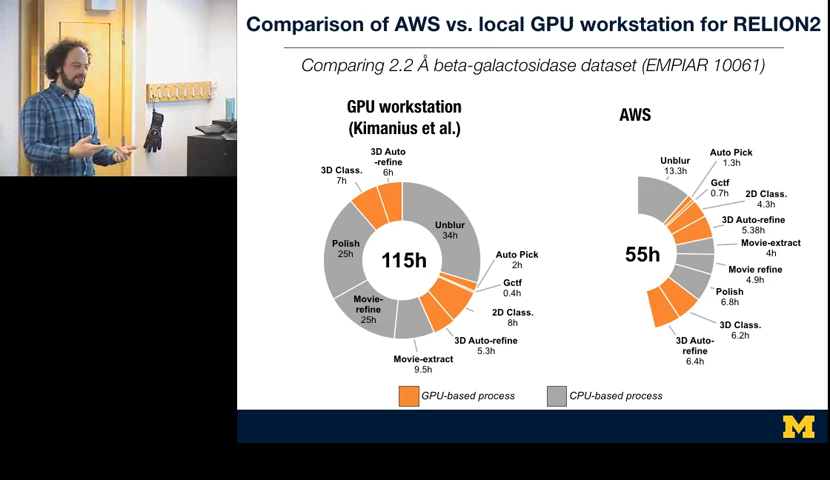 Comparison of AWS vs. local GPU workstation for RELION2
Comparing 2.2 Å beta-galactosidase dataset (EMPIAR 10061)
GPU workstation
(Kimanius et al.)
3D Auto
-refine
6h
3D Class.
7h
Unblur
34h
Polish
25h
115h
Auto Pick
2h
Gctf
0.4h
Movie-
refine
25h
2D Class.
8h
3D Auto-refine
5.3h
Movie-extract
9.5h
AWS
Unblur
13.3h
Auto Pick
1.3h
Gctf
0.7h
2D Class.
4.3h
3D Auto-refine
5.38h
Movie-extract
4h
55h
Movie refine
4.9h
Polish
6.8h
3D Class.
6.2h
3D Auto-
refine
6.4h
GPU-based process
CPU-based process
M